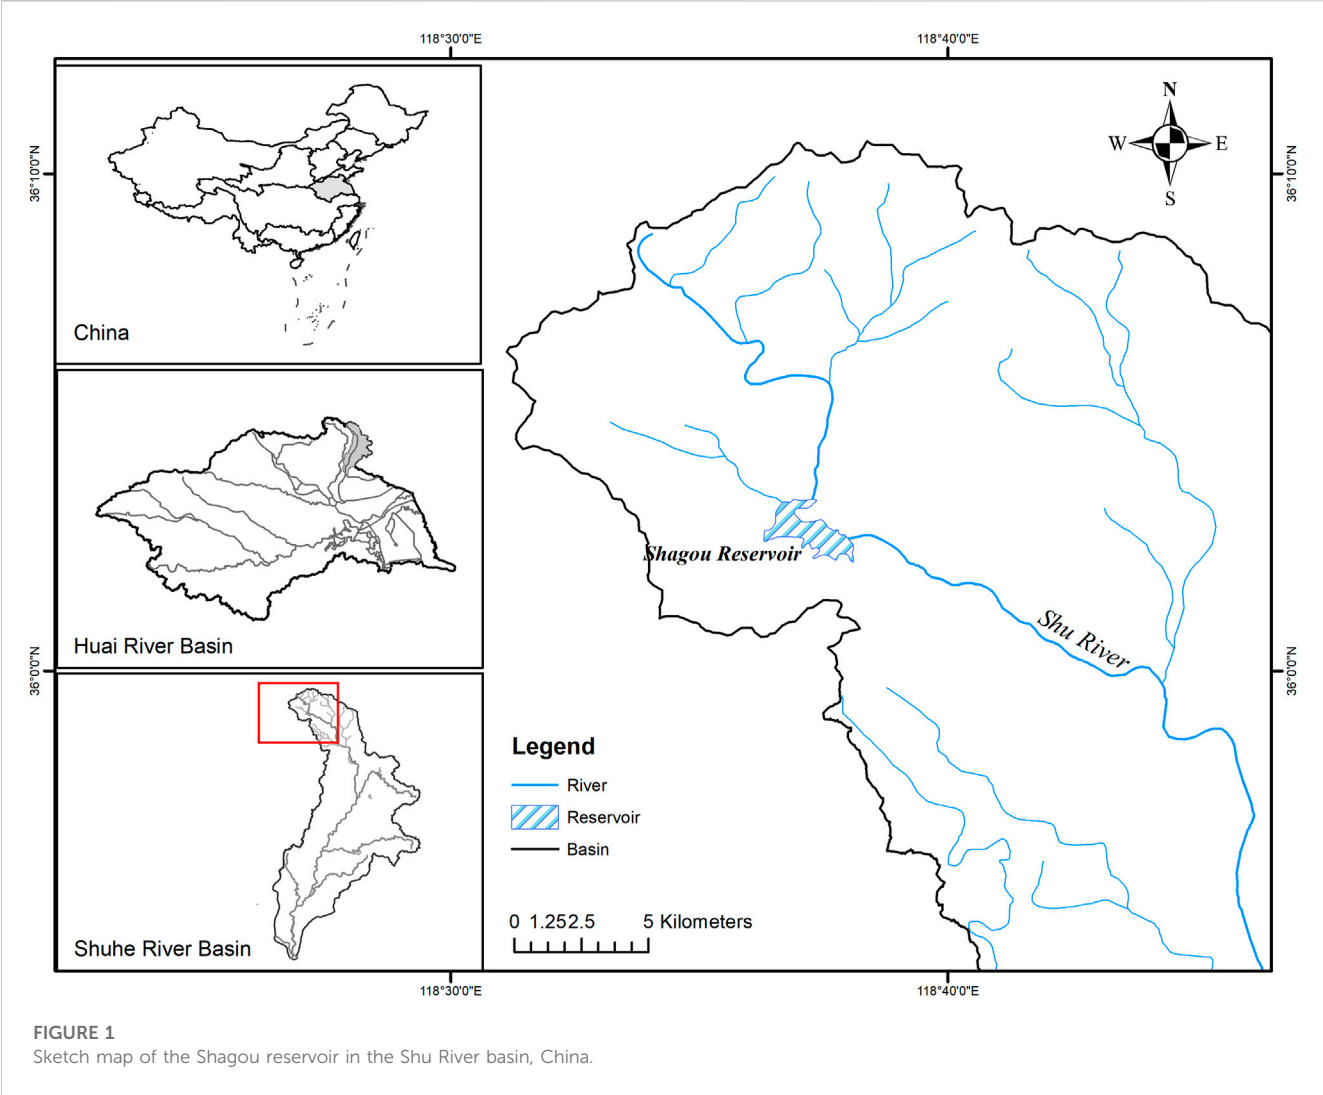 118°30'0"E
118°40'0"E
36°10'0"N
36°10'0"N
N
W
E
S
China
Huai River Basin
Shagou Reservoir
Shu River
36°0'0"N
36°0'0"N
Legend
River
Reservoir
Basin
0 1.252.5 5 Kilometers
Shuhe River Basin
118°30'0"E
118°40'0"E
FIGURE 1
Sketch map of the Shagou reservoir in the Shu River basin, China.